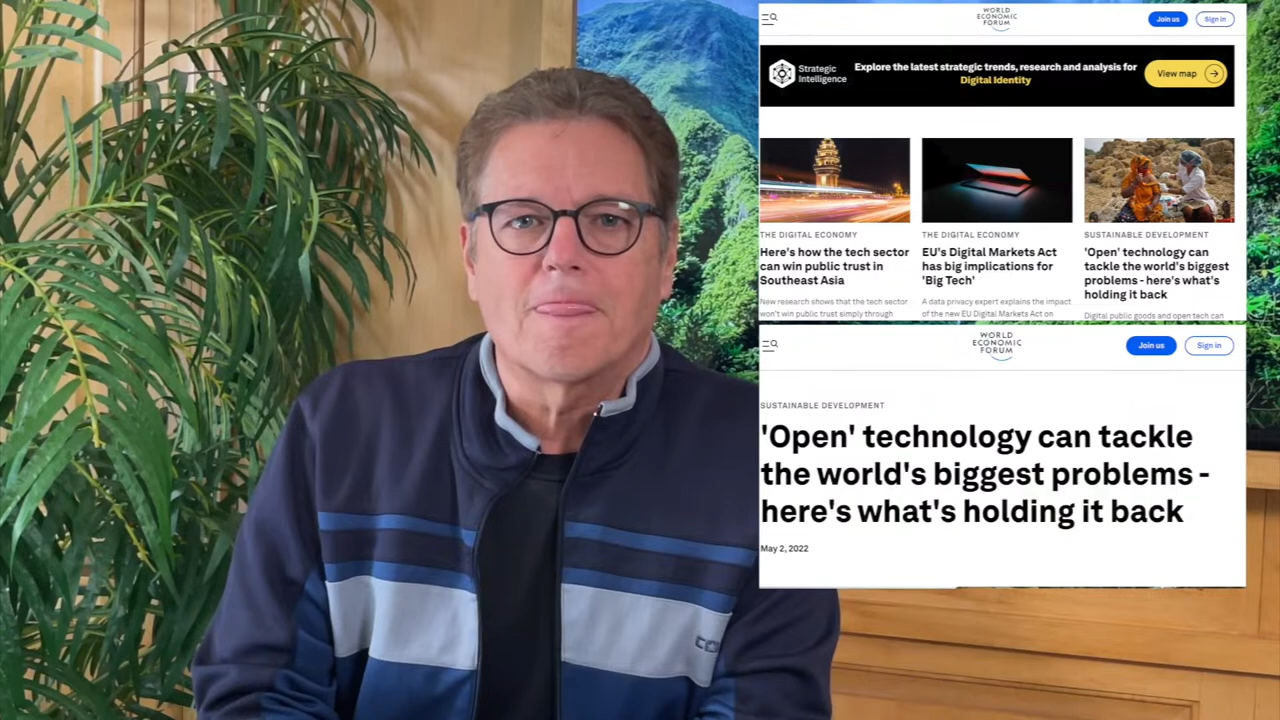 WORLD
ECONOMIC
FORUM
Join us
Sign in
Strategic
Intelligence
Explore the latest strategic trends, research and analysis for
Digital Identity
View map
THE DIGITAL ECONOMY
Here's how the tech sector
can win public trust in
Southeast Asia
New research shows that the tech sector
won't win public trust simply through
THE DIGITAL ECONOMY
EU's Digital Markets Act
has big implications for
'Big Tech'
A data privacy expert explains the impact
of the new EU Digital Markets Act on
SUSTAINABLE DEVELOPMENT
'Open' technology can
tackle the world's biggest
problems - here's what's
holding it back
Digital public goods and open tech can
WORLD
ECONOMIC
FORUM
Join us
Sign in
SUSTAINABLE DEVELOPMENT
'Open' technology can tackle
the world's biggest problems -
here's what's holding it back
May 2, 2022